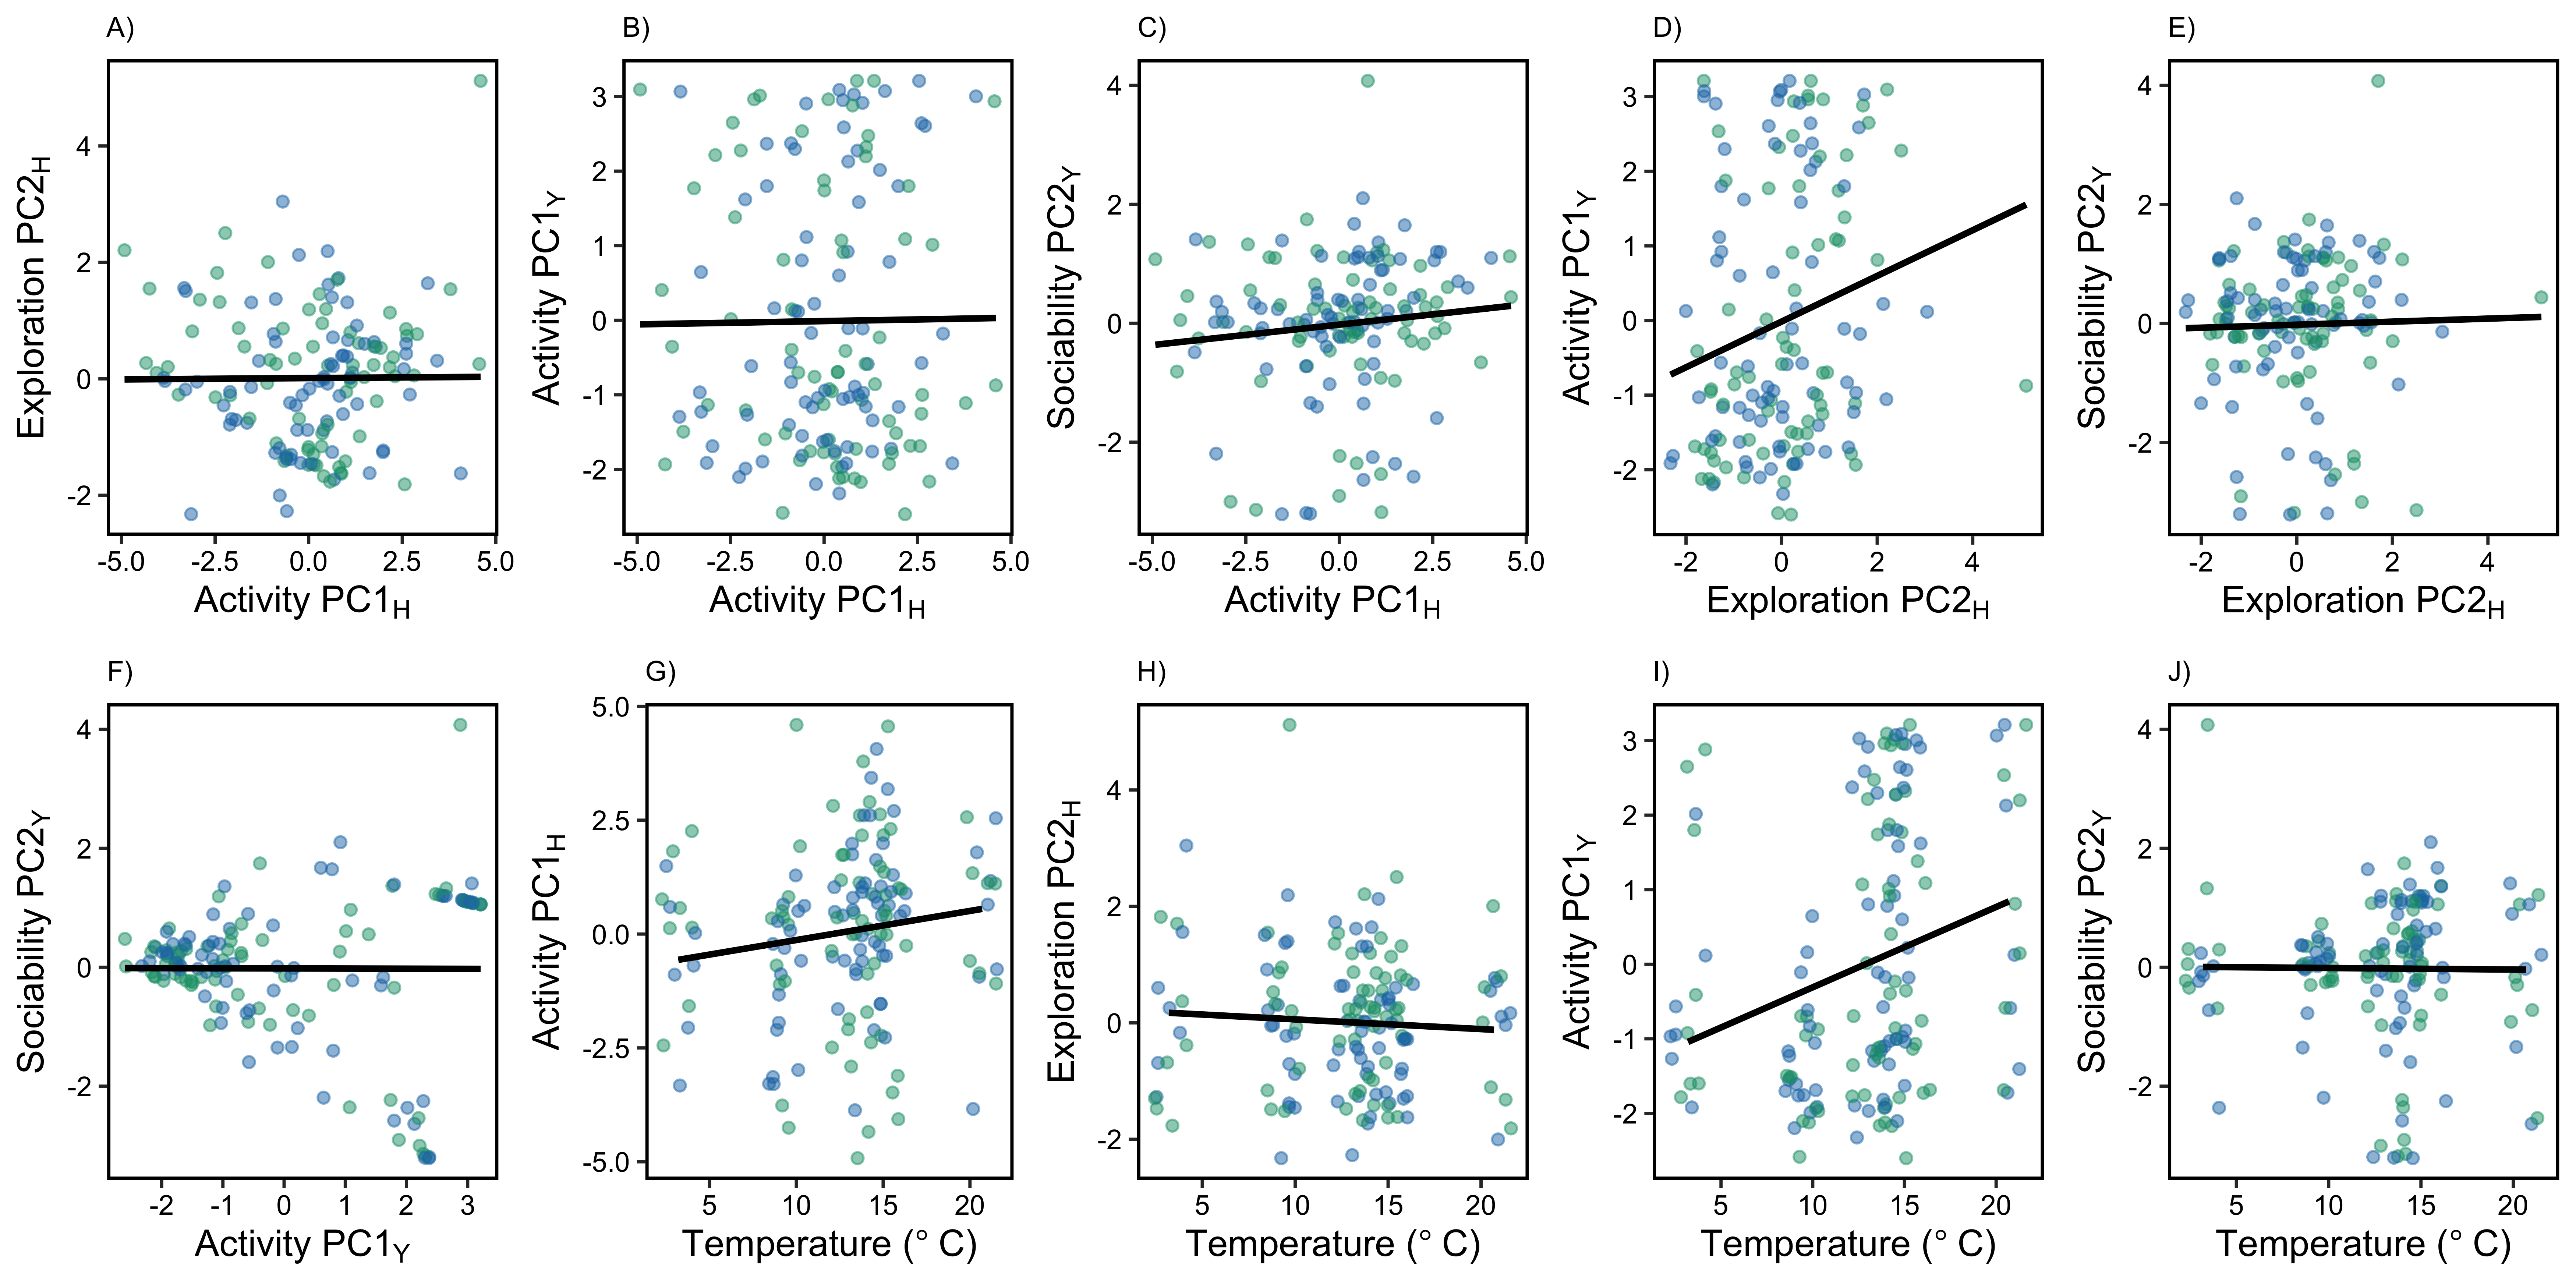 A)
Exploration PC2H
4
2
0
-2
-5.0 -2.5 0.0 2.5 5.0
Activity PC1H
B)
Activity PC1Y
3
2
1
0
-1
-2
-5.0 -2.5 0.0 2.5 5.0
Activity PC1H
C)
Sociability PC2Y
4
2
0
-2
-5.0 -2.5 0.0 2.5 5.0
Activity PC1H
D)
Activity PC1Y
3
2
1
0
-1
-2
-2 0 2 4
Exploration PC2H
E)
Sociability PC2Y
4
2
0
-2
-2 0 2 4
Exploration PC2H
F)
Sociability PC2Y
4
2
0
-2
-2 -1 0 1 2 3
Activity PC1Y
G)
Activity PC1H
5.0
2.5
0.0
-2.5
-5.0
5 10 15 20
Temperature (° C)
H)
Exploration PC2H
4
2
0
-2
5 10 15 20
Temperature (° C)
I)
Activity PC1Y
3
2
1
0
-1
-2
5 10 15 20
Temperature (° C)
J)
Sociability PC2Y
4
2
0
-2
5 10 15 20
Temperature (° C)